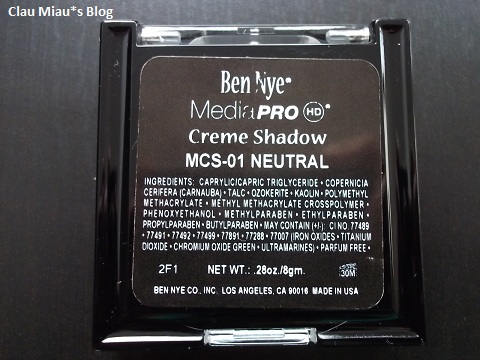 Clau Miau*s Blog
Ben Nye
MediaPRO HD
Creme Shadow
MCS-01 NEUTRAL
INGREDIENTS: CAPRYLIC/CAPRIC TRIGLYCERIDE • COPERNICIA
CERIFERA (CARNAUBA) • TALC • OZOKERITE • KAOLIN • POLYMETHYL
METHACRYLATE • METHYL METHACRYLATE CROSSPOLYMER •
PHENOXYETHANOL • METHYLPARABEN • ETHYLPARABEN •
PROPYLPARABEN • BUTYLPARABEN • MAY CONTAIN (+/-): CI NO. 77489
• 77491 • 77492 • 77499 • 77891 • 77288 • 77007 (IRON OXIDES • TITANIUM
DIOXIDE • CHROMIUM OXIDE GREEN • ULTRAMARINES) • PARFUM FREE •
2F1 NET WT.: .28oz./8gm. 30M
BEN NYE CO., INC. LOS ANGELES, CA 90016 MADE IN USA